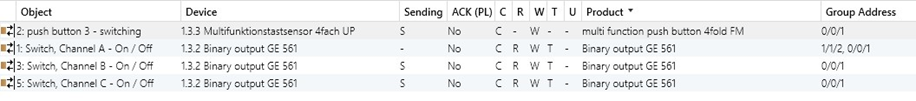 Object Device Sending ACK (PL) C R W T U Product Group Address
2: push button 3 - switching 1.3.3 Multifunktionstastsensor 4fach UP S No C - W - - multi function push button 4fold FM 0/0/1
1: Switch, Channel A - On / Off 1.3.2 Binary output GE 561 - No C R W T - Binary output GE 561 1/1/2, 0/0/1
3: Switch, Channel B - On / Off 1.3.2 Binary output GE 561 S No C R W T - Binary output GE 561 0/0/1
5: Switch, Channel C - On / Off 1.3.2 Binary output GE 561 S No C R W T - Binary output GE 561 0/0/1